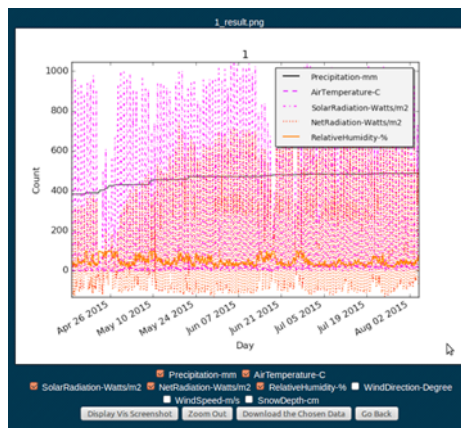 1_result.png
1
1000
800
600
400
200
0
Count
Precipitation-mm
AirTemperature-C
SolarRadiation-Watts/m2
NetRadiation-Watts/m2
RelativeHumidity-%
Apr 26 2015
May 10 2015
May 24 2015
Jun 07 2015
Jun 21 2015
Jul 05 2015
Jul 19 2015
Aug 02 2015
Day
Precipitation-mm AirTemperature-C
SolarRadiation-Watts/m2 NetRadiation-Watts/m2 RelativeHumidity-% WindDirection-Degree
WindSpeed-m/s SnowDepth-cm
Display Vis Screenshot Zoom Out Download the Chosen Data Go Back